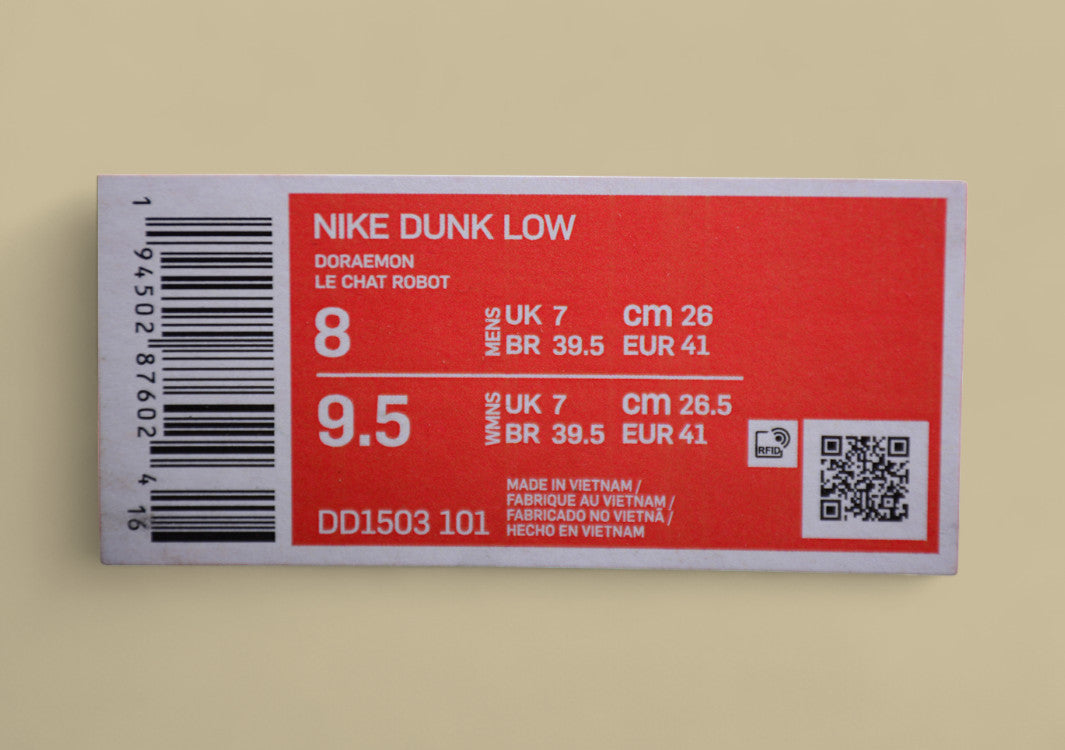 NIKE DUNK LOW
DORAEMON
LE CHAT ROBOT
8 MENS UK 7 cm 26
BR 39.5 EUR 41
9.5 WMNS UK 7 cm 26.5
BR 39.5 EUR 41
RFID
MADE IN VIETNAM /
FABRIQUE AU VIETNAM /
FABRICADO NO VIETNÃ /
HECHO EN VIETNAM
DD1503 101
1 94502 87602 4 16